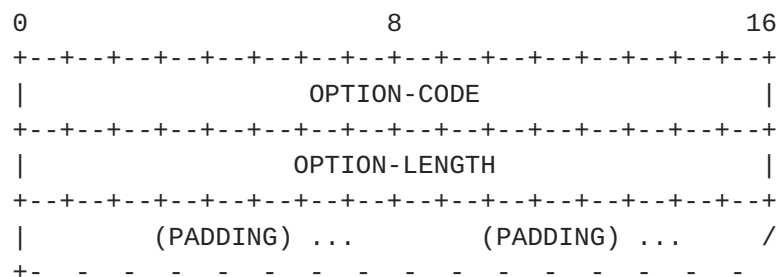 0                       8                      16
+--+--+--+--+--+--+--+--+--+--+--+--+--+--+--+--+
|                  OPTION-CODE                  |
+--+--+--+--+--+--+--+--+--+--+--+--+--+--+--+--+
|                 OPTION-LENGTH                 |
+--+--+--+--+--+--+--+--+--+--+--+--+--+--+--+--+
|        (PADDING) ...        (PADDING) ...     /
+-  -  -  -  -  -  -  -  -  -  -  -  -  -  -  -